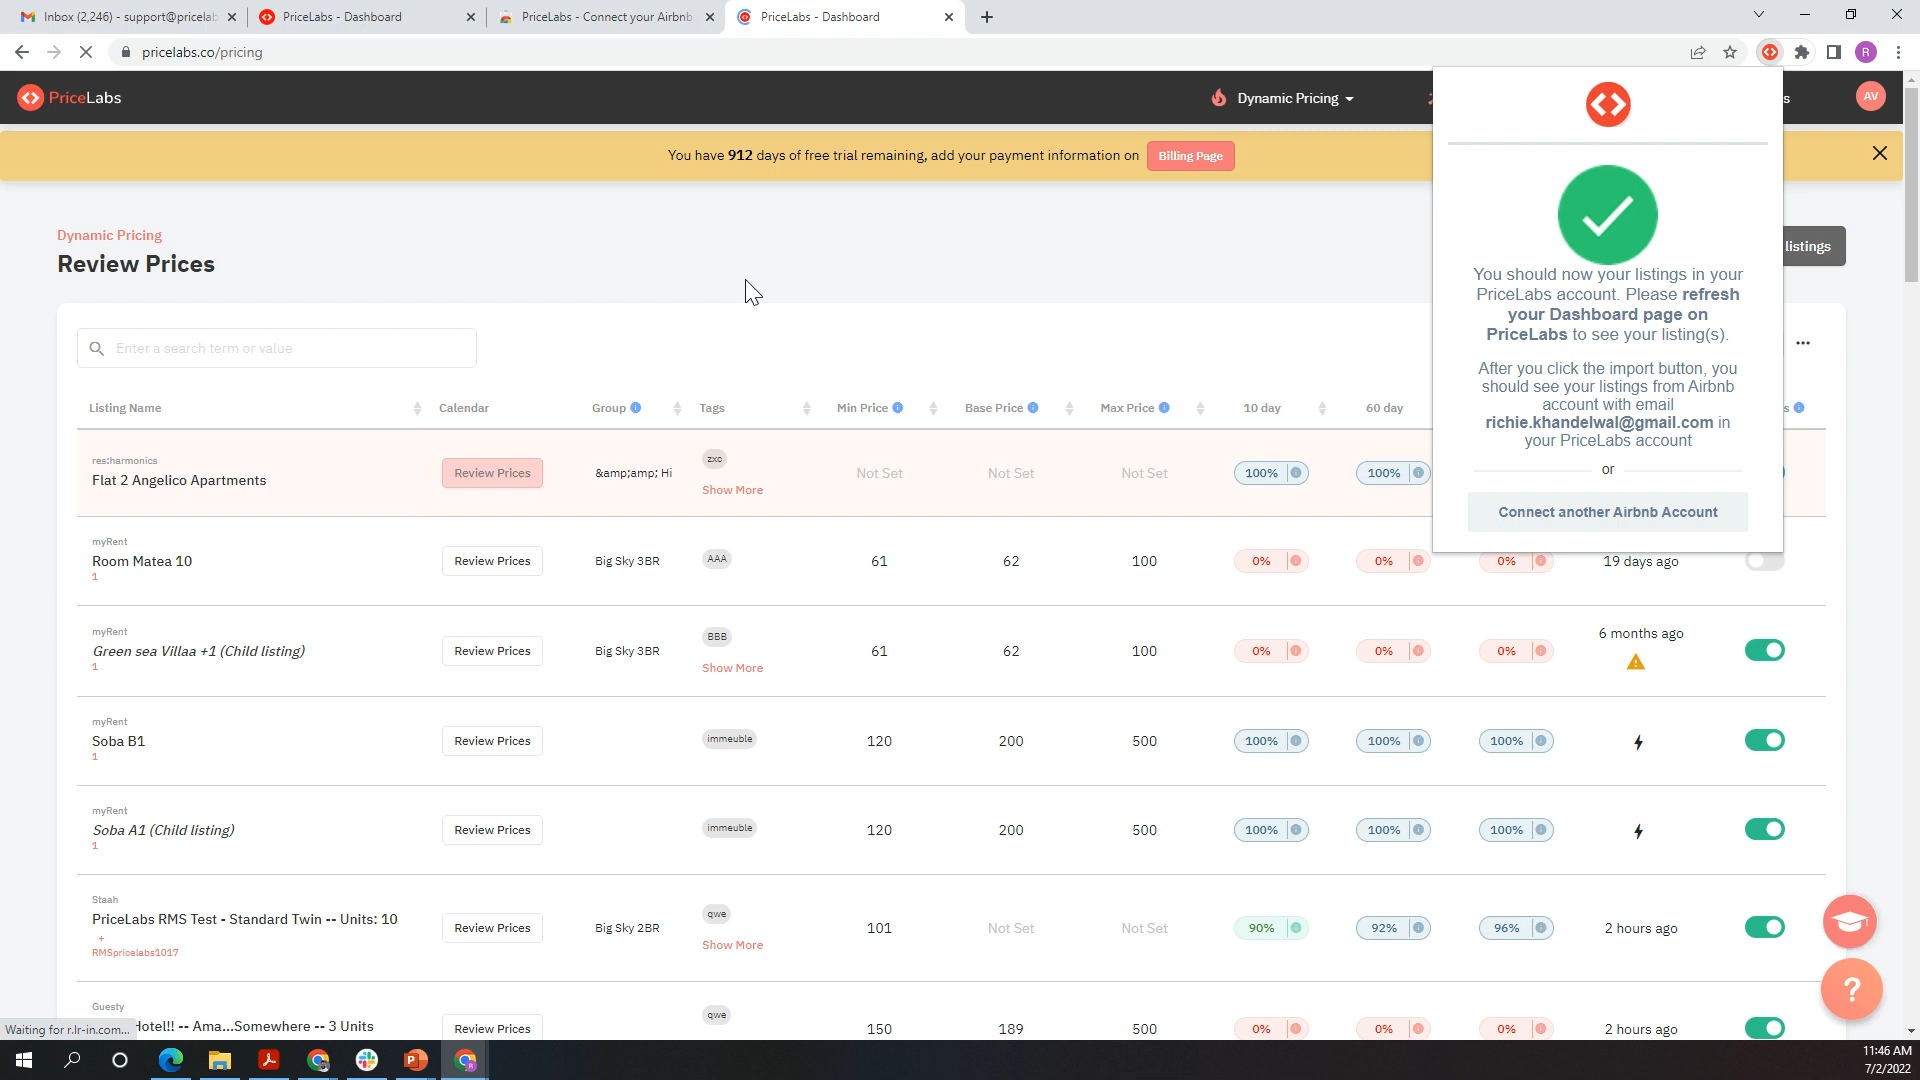 Inbox (2,246) - support@pricelab
PriceLabs - Dashboard
PriceLabs - Connect your Airbnb
PriceLabs - Dashboard
pricelabs.co/pricing
R
PriceLabs
Dynamic Pricing
s
AV
You have 912 days of free trial remaining, add your payment information on
Billing Page
Dynamic Pricing
Review Prices
listings
Enter a search term or value
Listing Name
Calendar
Group
Tags
Min Price
Base Price
Max Price
10 day
60 day
s
res:harmonics
Flat 2 Angelico Apartments
Review Prices
&amp;amp; Hi
zxc
Show More
Not Set
Not Set
Not Set
100%
100%
myRent
Room Matea 10
1
Review Prices
Big Sky 3BR
AAA
61
62
100
0%
0%
0%
19 days ago
myRent
Green sea Villaa +1 (Child listing)
1
Review Prices
Big Sky 3BR
BBB
Show More
61
62
100
0%
0%
0%
6 months ago
myRent
Soba B1
1
Review Prices
immeuble
120
200
500
100%
100%
100%
myRent
Soba A1 (Child listing)
1
Review Prices
immeuble
120
200
500
100%
100%
100%
Staah
PriceLabs RMS Test - Standard Twin -- Units: 10
+
RMSpricelabs1017
Review Prices
Big Sky 2BR
qwe
Show More
101
Not Set
Not Set
90%
92%
96%
2 hours ago
Guesty
Hotel!! -- Ama...Somewhere -- 3 Units
Review Prices
qwe
150
189
500
0%
0%
0%
2 hours ago
You should now your listings in your
PriceLabs account. Please refresh
your Dashboard page on
PriceLabs to see your listing(s).
After you click the import button, you
should see your listings from Airbnb
account with email
richie.khandelwal@gmail.com in
your PriceLabs account
or
Connect another Airbnb Account
?
Waiting for r.lr-in.com...
11:46 AM
7/2/2022